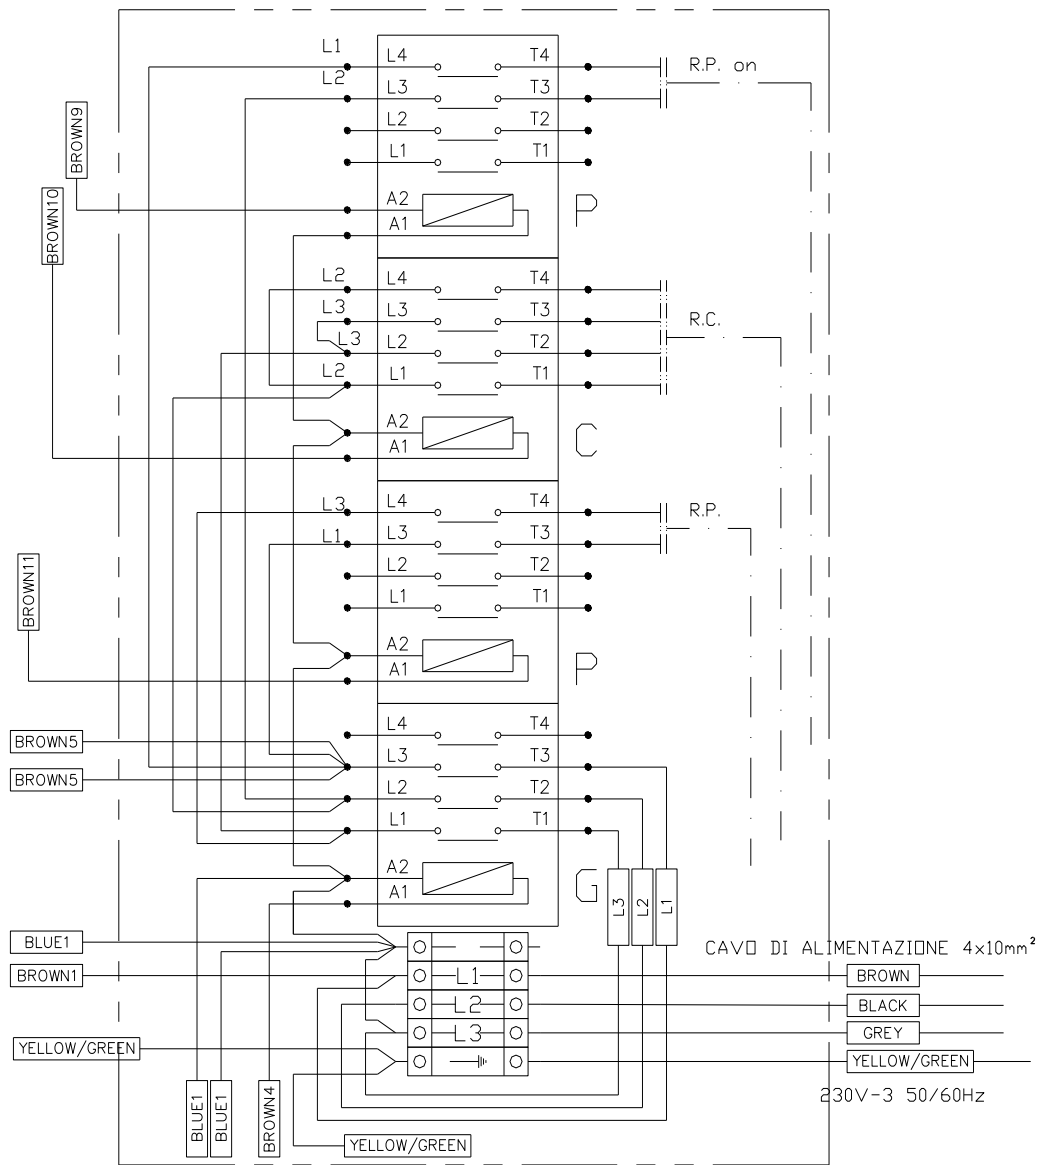 L1
L4
T4
R.P. on
L2
L3
T3
BROWN9
L2
T2
L1
T1
A2
P
A1
BROWN10
L2
L4
T4
L3
L3
T3
R.C.
L3
L2
T2
L2
L1
T1
A2
C
A1
L3
L4
T4
R.P.
L1
L3
T3
BROWN11
L2
T2
L1
T1
A2
P
A1
L4
T4
BROWN5
L3
T3
BROWN5
L2
T2
L1
T1
A2
G
A1
L3
L2
L1
BLUE1
CAVO DI ALIMENTAZIONE 4x10mm²
BROWN1
L1
BROWN
L2
BLACK
L3
GREY
YELLOW/GREEN
YELLOW/GREEN
230V-3 50/60Hz
BLUE1
BLUE1
BROWN4
YELLOW/GREEN